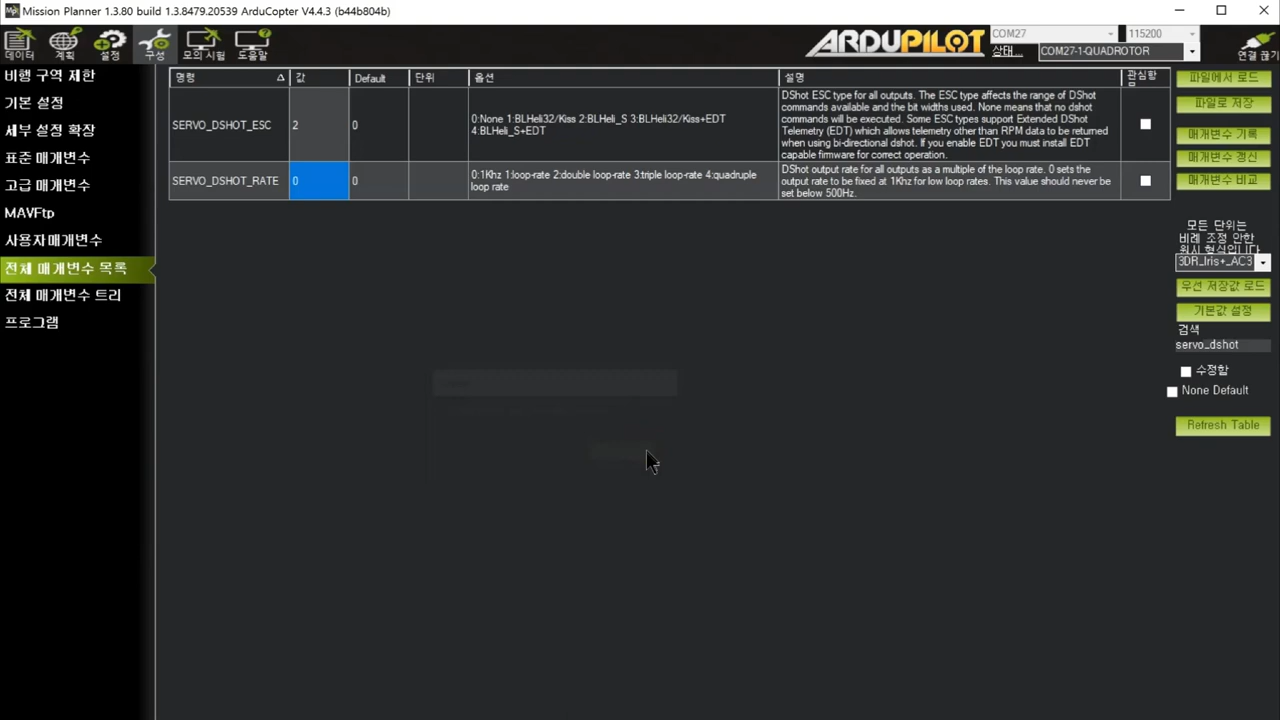 Mission Planner 1.3.80 build 1.3.8479.20539 ArduCopter V4.4.3 (b44b804b)
데이터
계획
설정
구성
모의 시험
도움말
ARDUPILOT
COM27
115200
상태...
COM27-1-QUADROTOR
연결 끊기
비행 구역 제한
기본 설정
세부 설정 확장
표준 매개변수
고급 매개변수
MAVFtp
사용자매개변수
전체 매개변수 목록
전체 매개변수 트리
프로그램
명령
값
Default
단위
옵션
설명
관심항
SERVO_DSHOT_ESC
2
0
0:None 1:BLHeli32/Kiss 2:BLHeli_S 3:BLHeli32/Kiss+EDT
4:BLHeli_S+EDT
DShot ESC type for all outputs. The ESC type affects the range of DShot
commands available and the bit widths used. None means that no dshot
commands will be executed. Some ESC types support Extended DShot
Telemetry (EDT) which allows telemetry other than RPM data to be returned
when using bi-directional dshot. If you enable EDT you must install EDT
capable firmware for correct operation.
SERVO_DSHOT_RATE
0
0
0:1Khz 1:loop-rate 2:double loop-rate 3:triple loop-rate 4:quadruple
loop rate
DShot output rate for all outputs as a multiple of the loop rate. 0 sets the
output rate to be fixed at 1Khz for low loop rates. This value should never be
set below 500Hz.
파일에서 로드
파일로 저장
매개변수 기록
매개변수 갱신
매개변수 비교
모든 단위는
비례 조정 안한
원시 형식입니다
3DR_Iris+_AC3
우선 저장값 로드
기본값 설정
검색
servo_dshot
수정함
None Default
Refresh Table